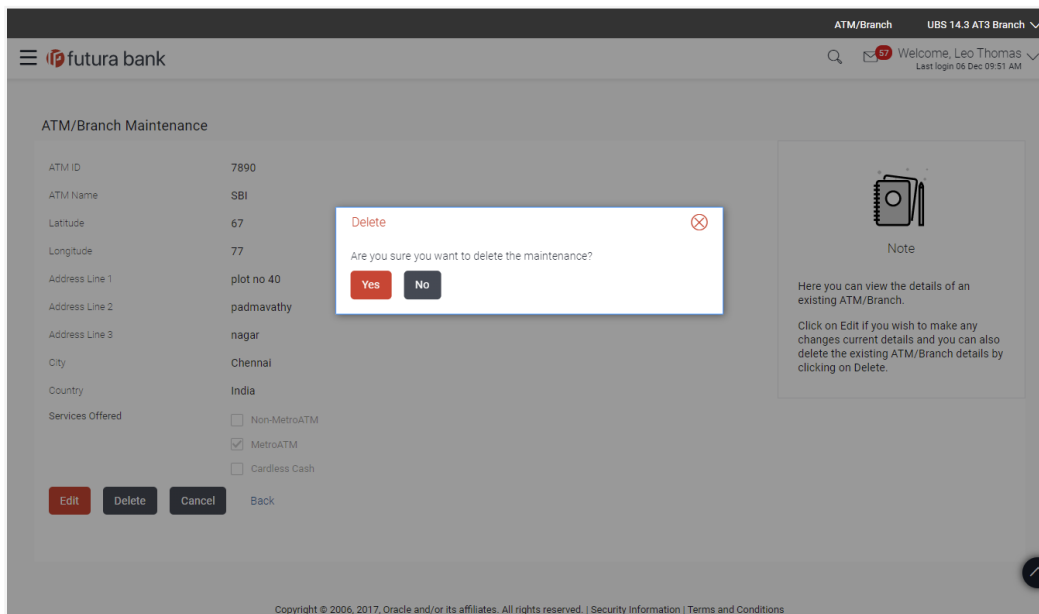 ATM/Branch UBS 14.3 AT3 Branch
futura bank 57 Welcome, Leo Thomas
Last login 06 Dec 09:51 AM
ATM/Branch Maintenance
ATM ID 7890
ATM Name SBI
Latitude 67
Longitude 77
Address Line 1 plot no 40
Address Line 2 padmavathy
Address Line 3 nagar
City Chennai
Country India
Services Offered
Non-MetroATM
MetroATM
Cardless Cash
Edit Delete Cancel Back
Delete
Are you sure you want to delete the maintenance?
Yes No
Note
Here you can view the details of an
existing ATM/Branch.
Click on Edit if you wish to make any
changes current details and you can also
delete the existing ATM/Branch details by
clicking on Delete.
Copyright © 2006, 2017, Oracle and/or its affiliates. All rights reserved. | Security Information | Terms and Conditions